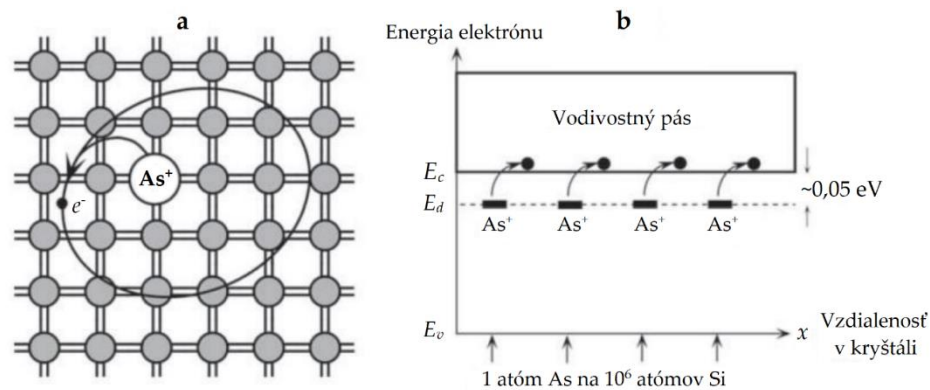 a
As⁺
e⁻
b
Energia elektrónu
Vodivostný pás
E_c
~0,05 eV
E_d
As⁺ As⁺ As⁺ As⁺
E_v
x
Vzdialenosť
v kryštáli
1 atóm As na 10⁶ atómov Si